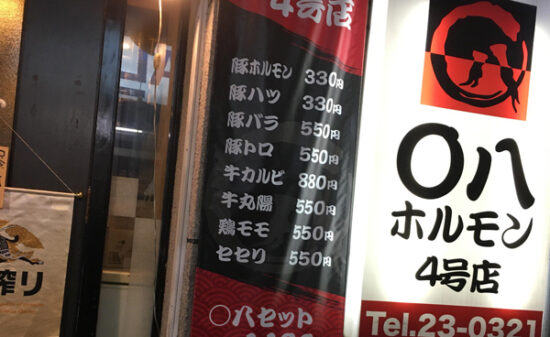 4号店
豚ホルモン 330円
豚ハツ 330円
豚バラ 550円
豚トロ 550円
牛カルビ 880円
牛丸腸 550円
鶏モモ 550円
セセリ 550円
〇八セット
〇八
ホルモン
4号店
Tel.23-0321
搾り